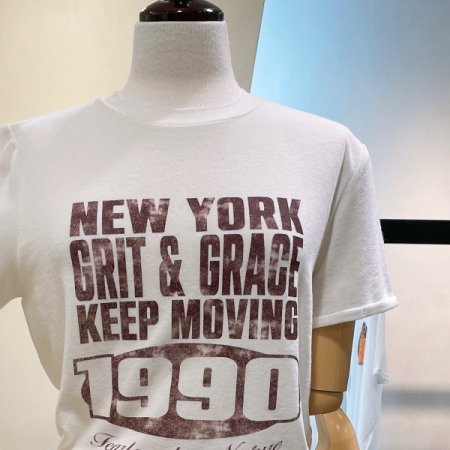 NEW YORK
GRIT & GRACE
KEEP MOVING
1990